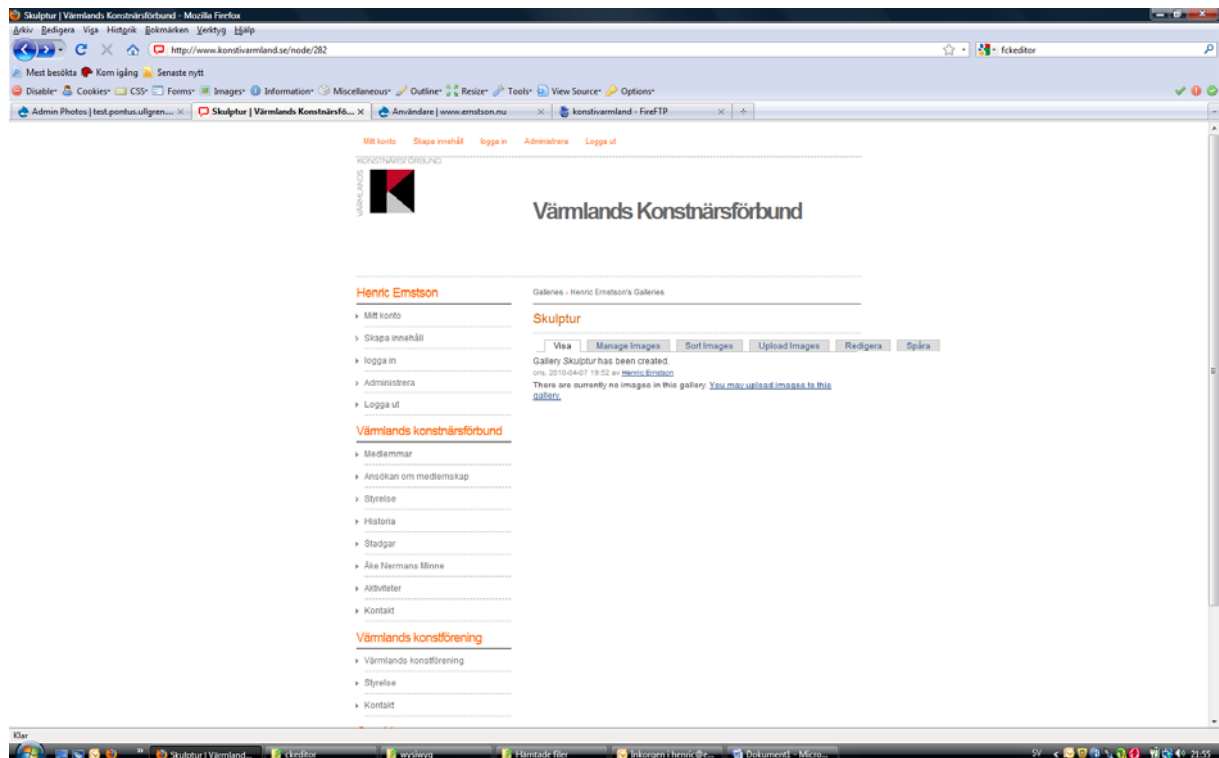 Skulptur | Värmlands Konstnärsförbund - Mozilla Firefox
Arkiv Redigera Visa Historik Bokmärken Verktyg Hjälp
http://www.konstivarmland.se/node/282
fckeditor
Mest besökta Kom igång Senaste nytt
Disable Cookies CSS Forms Images Information Miscellaneous Outline Resize Tools View Source Options
Admin Photos | test.pontus.ullgren.... Skulptur | Värmlands Konstnärsfö... Användare | www.ernstson.nu konstivarmland - FireFTP
Mitt konto Skapa innehåll logga in Administrera Logga ut
KONSTNÄRSFÖRBUND
VÄRMLANDS
Värmlands Konstnärsförbund
Henric Ernstson
Mitt konto
Skapa innehåll
logga in
Administrera
Logga ut
Värmlands konstnärsförbund
Medlemmar
Ansökan om medlemskap
Styrelse
Historia
Stadgar
Åke Nermans Minne
Aktiviteter
Kontakt
Värmlands konstförening
Värmlands konstförening
Styrelse
Kontakt
Galleries › Henric Ernstson's Galleries
Skulptur
Visa Manage Images Sort Images Upload Images Redigera Spåra
Gallery Skulptur has been created.
ons, 2010-04-07 19:52 av Henric Ernstson
There are currently no images in this gallery. You may upload images to this
gallery.
Klar
Skulptur | Värmland... ckeditor wysiwyg Hämtade filer Inkorgen i henric@e... Dokument1 - Micro... SV 21:55